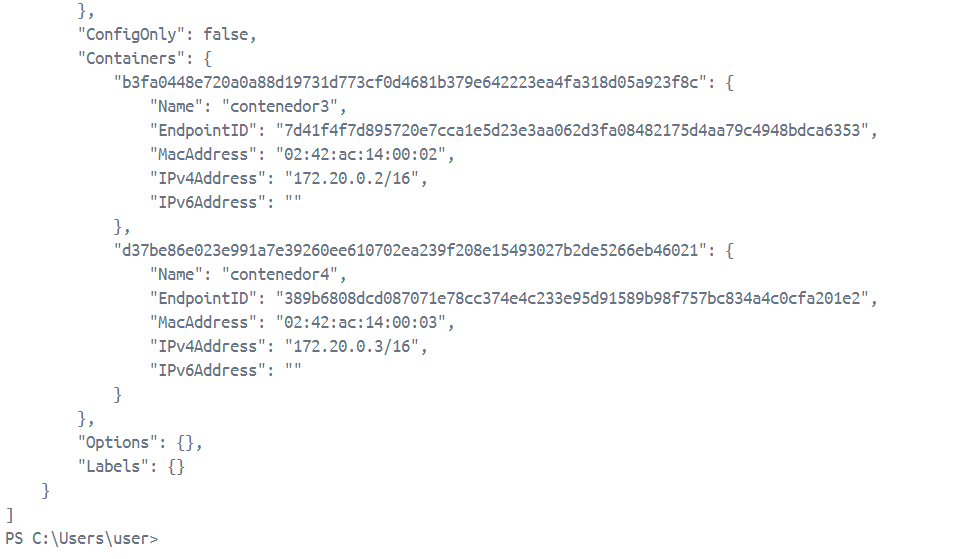 },
"ConfigOnly": false,
"Containers": {
"b3fa0448e720a0a88d19731d773cf0d4681b379e642223ea4fa318d05a923f8c": {
"Name": "contenedor3",
"EndpointID": "7d41f4f7d895720e7cca1e5d23e3aa062d3fa08482175d4aa79c4948bdca6353",
"MacAddress": "02:42:ac:14:00:02",
"IPv4Address": "172.20.0.2/16",
"IPv6Address": ""
},
"d37be86e023e991a7e39260ee610702ea239f208e15493027b2de5266eb46021": {
"Name": "contenedor4",
"EndpointID": "389b6808dcd087071e78cc374e4c233e95d91589b98f757bc834a4c0cfa201e2",
"MacAddress": "02:42:ac:14:00:03",
"IPv4Address": "172.20.0.3/16",
"IPv6Address": ""
}
},
"Options": {},
"Labels": {}
}
]
PS C:\Users\user>